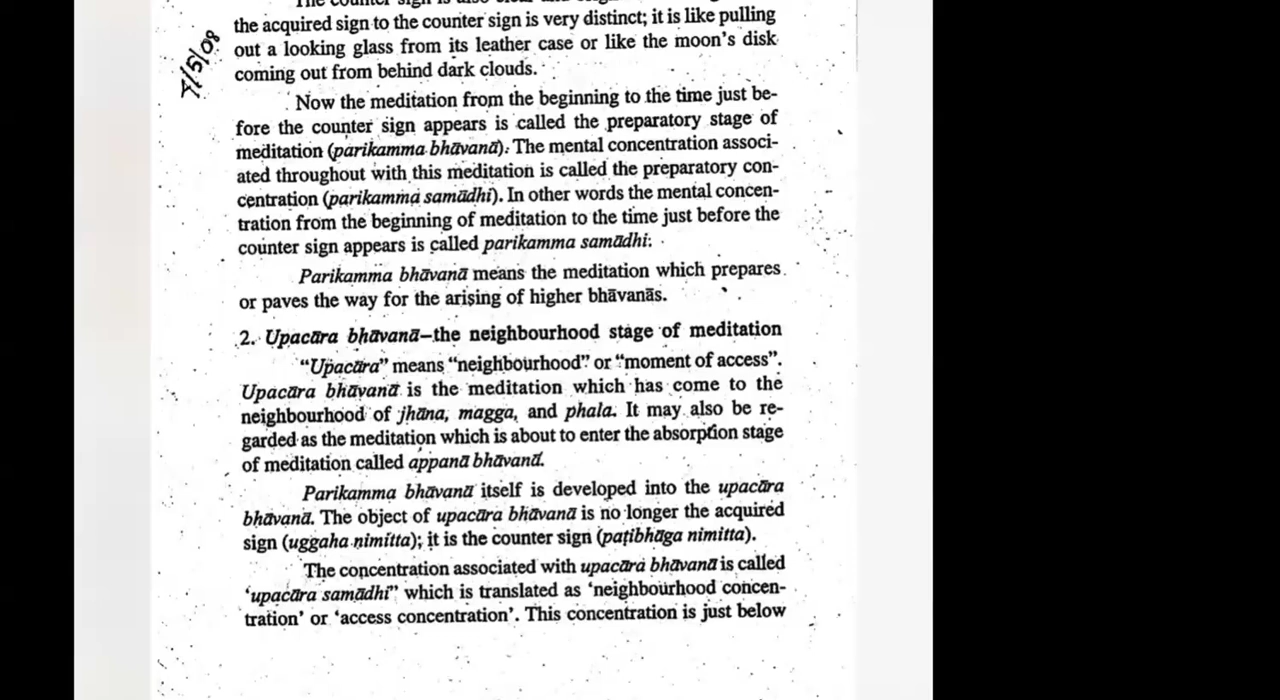 the acquired sign to the counter sign is very distinct; it is like pulling
out a looking glass from its leather case or like the moon's disk
coming out from behind dark clouds.
7/5/08
Now the meditation from the beginning to the time just be-
fore the counter sign appears is called the preparatory stage of
meditation (parikamma bhāvanā). The mental concentration associ-
ated throughout with this meditation is called the preparatory con-
centration (parikamma samādhi). In other words the mental concen-
tration from the beginning of meditation to the time just before the
counter sign appears is called parikamma samādhi.
Parikamma bhāvanā means the meditation which prepares
or paves the way for the arising of higher bhāvanās.
2. Upacāra bhāvanā–the neighbourhood stage of meditation
“Upacāra” means “neighbourhood” or “moment of access”.
Upacāra bhāvanā is the meditation which has come to the
neighbourhood of jhāna, magga, and phala. It may also be re-
garded as the meditation which is about to enter the absorption stage
of meditation called appanā bhāvanā.
Parikamma bhāvanā itself is developed into the upacāra
bhāvanā. The object of upacāra bhāvanā is no longer the acquired
sign (uggaha nimitta); it is the counter sign (paṭibhāga nimitta).
The concentration associated with upacāra bhāvanā is called
‘upacāra samādhi” which is translated as ‘neighbourhood concen-
tration’ or ‘access concentration’. This concentration is just below